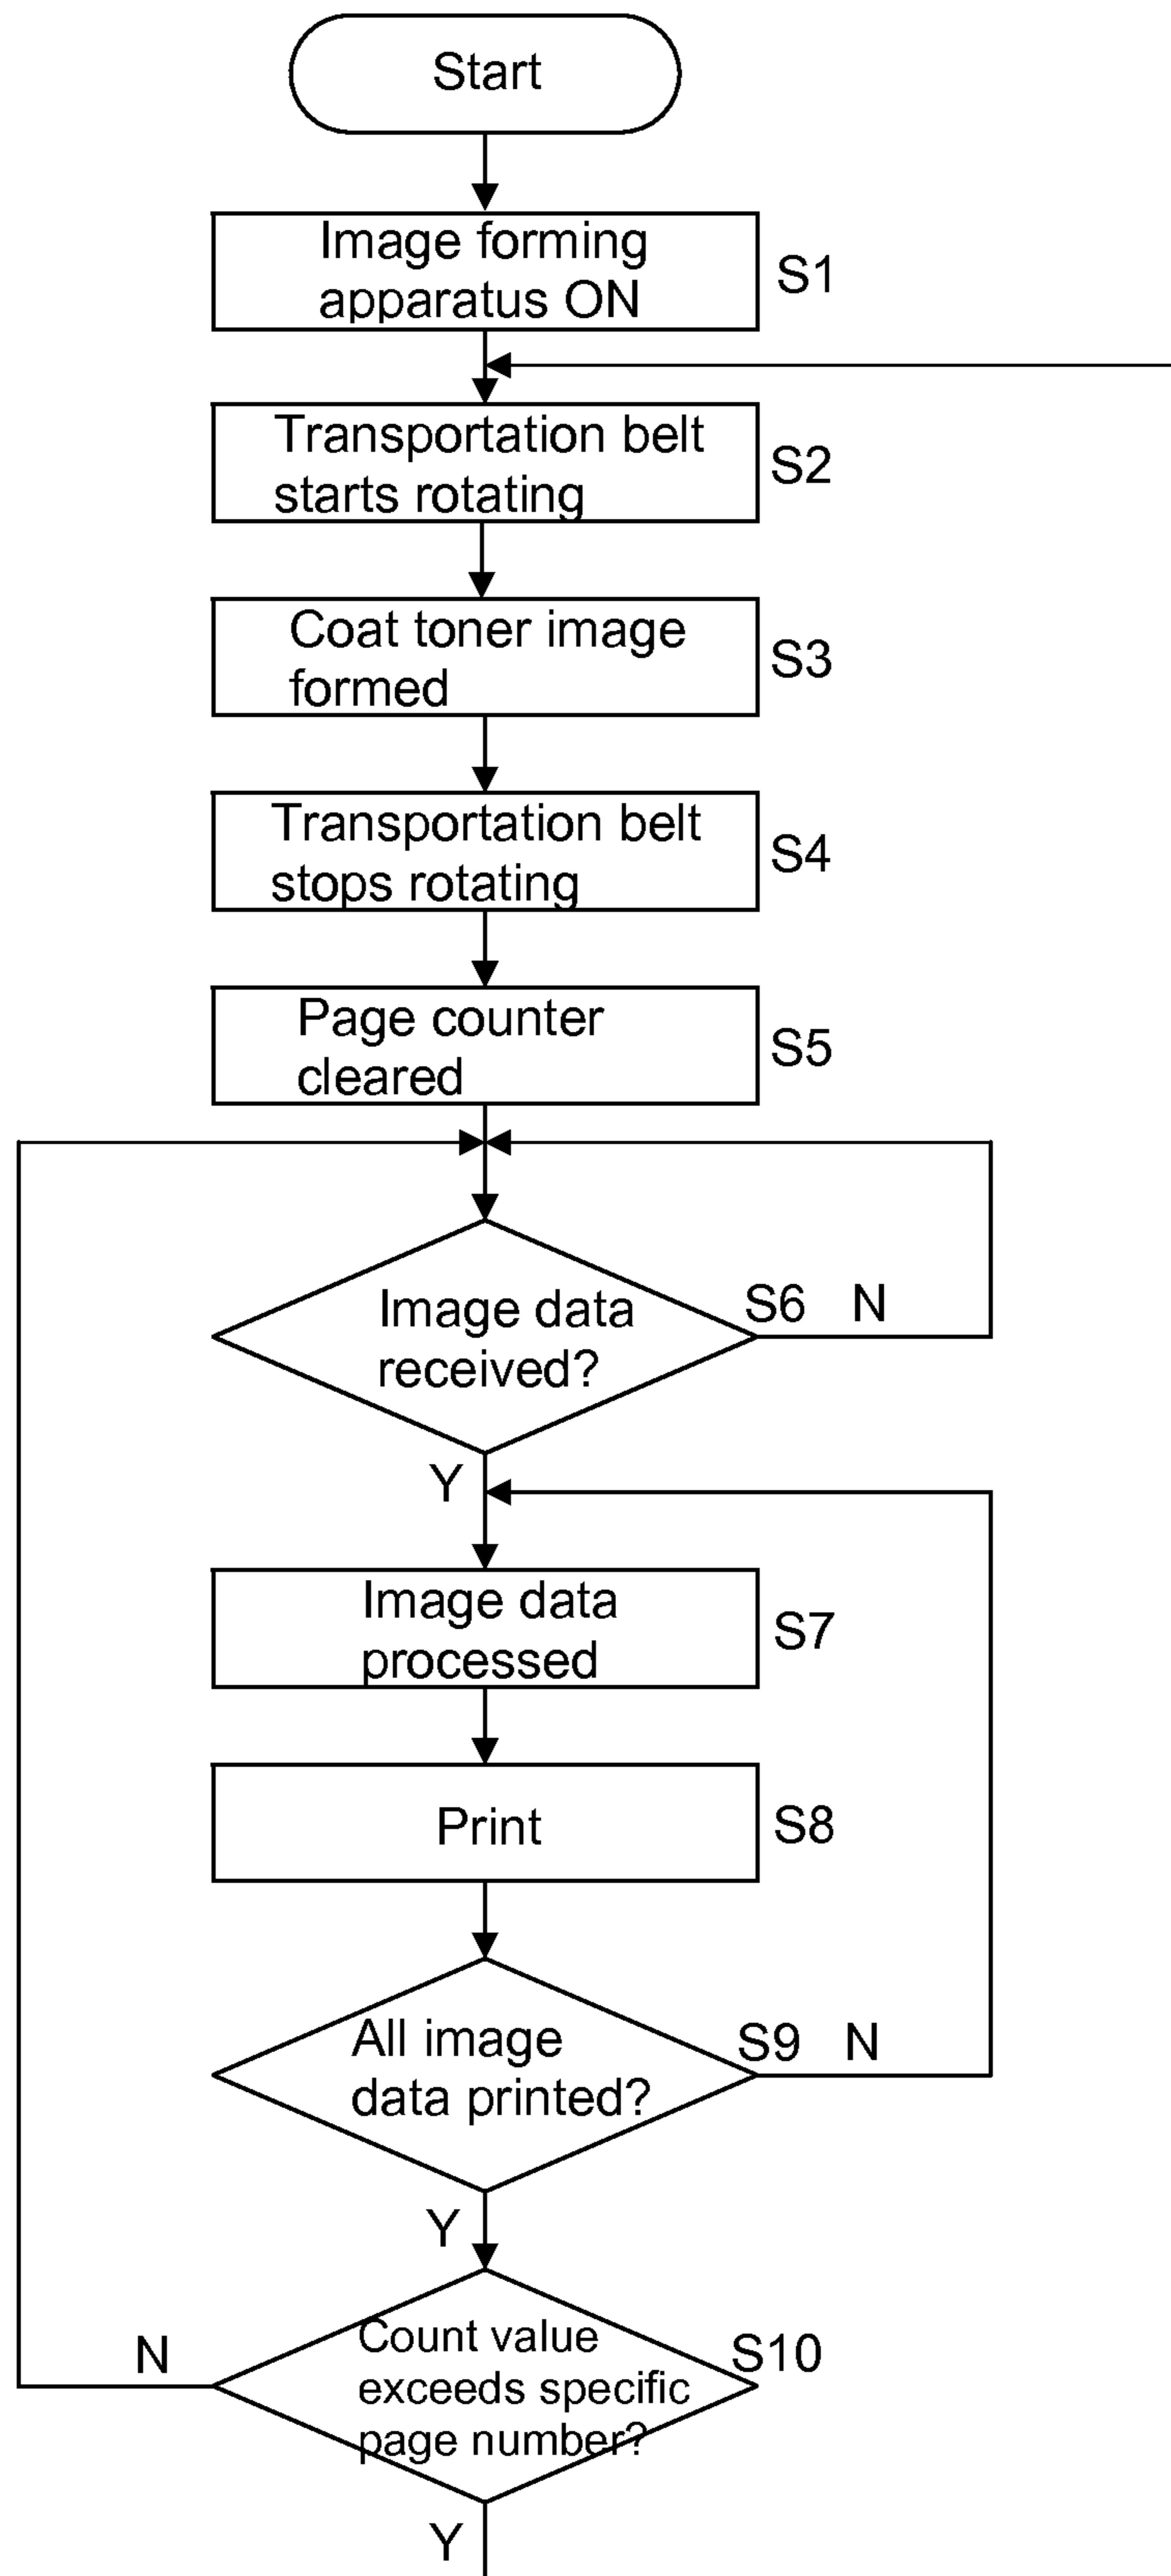 Start
Image forming
apparatus ON
S1
Transportation belt
starts rotating
S2
Coat toner image
formed
S3
Transportation belt
stops rotating
S4
Page counter
cleared
S5
Image data
received?
S6 N
Y
Image data
processed
S7
Print
S8
All image
data printed?
S9 N
Y
Count value
exceeds specific
page number?
S10
N
Y